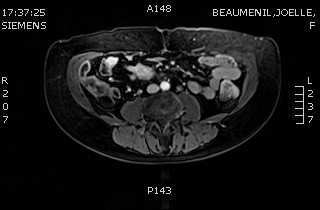 17:37:25
SIEMENS
A148
BEAUMENIL,JOELLE,
F
R
2
0
7
L
2
3
7
P143